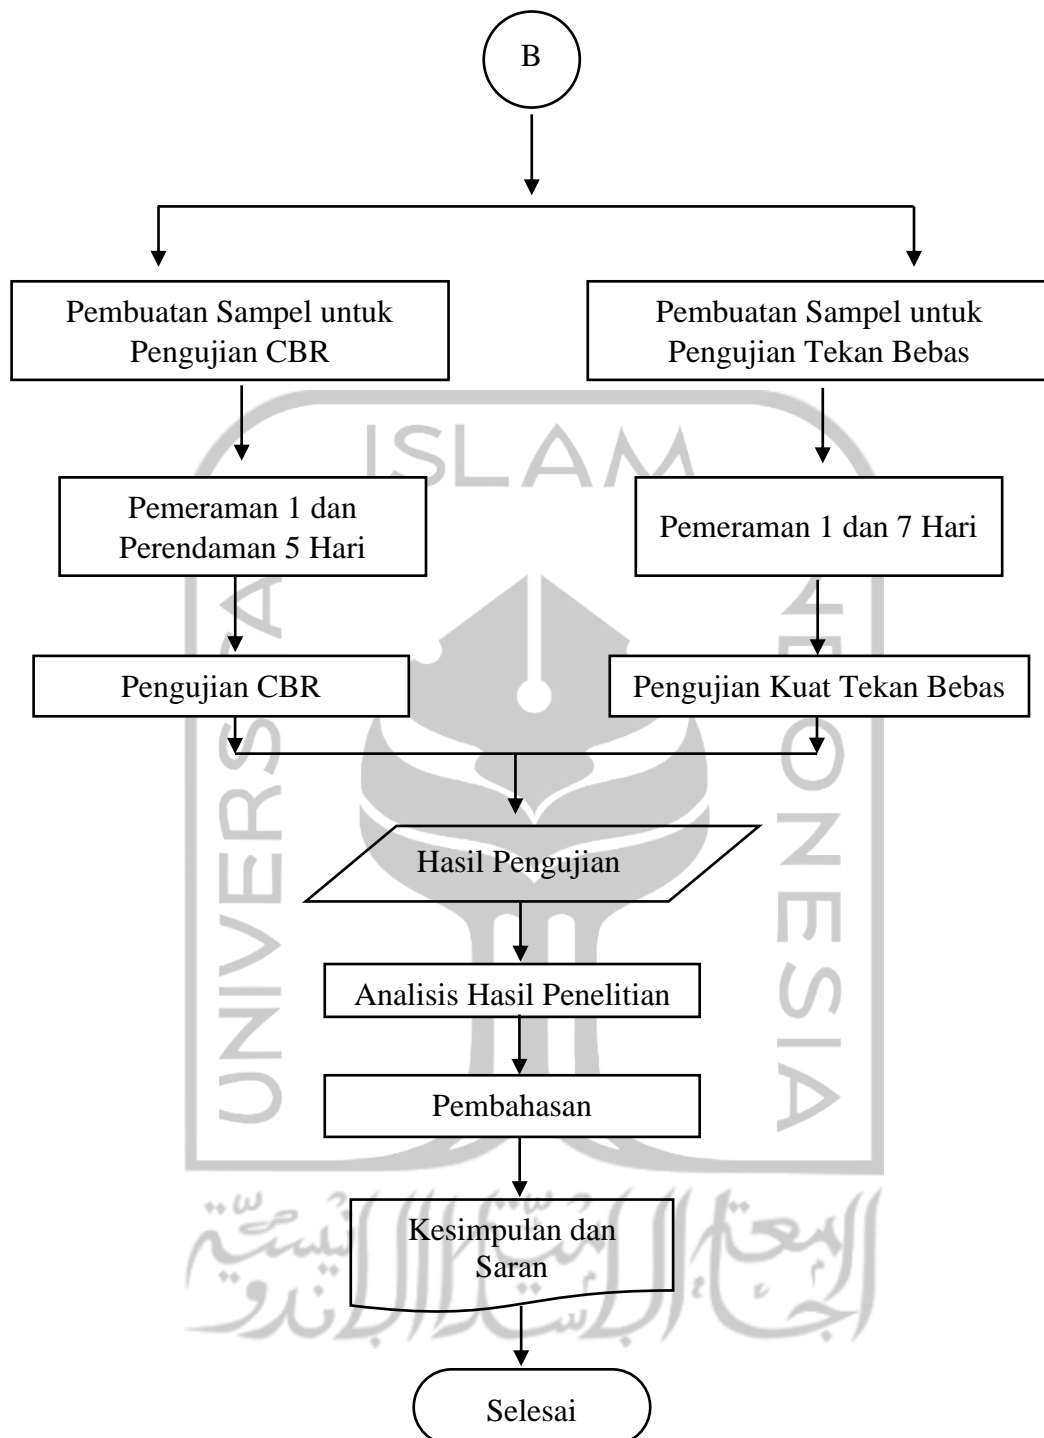 B
Pembuatan Sampel untuk
Pengujian CBR
Pembuatan Sampel untuk
Pengujian Tekan Bebas
ISLAM
Pemeraman 1 dan
Perendaman 5 Hari
Pemeraman 1 dan 7 Hari
Pengujian CBR
Pengujian Kuat Tekan Bebas
Hasil Pengujian
Analisis Hasil Penelitian
Pembahasan
Kesimpulan dan
Saran
Selesai